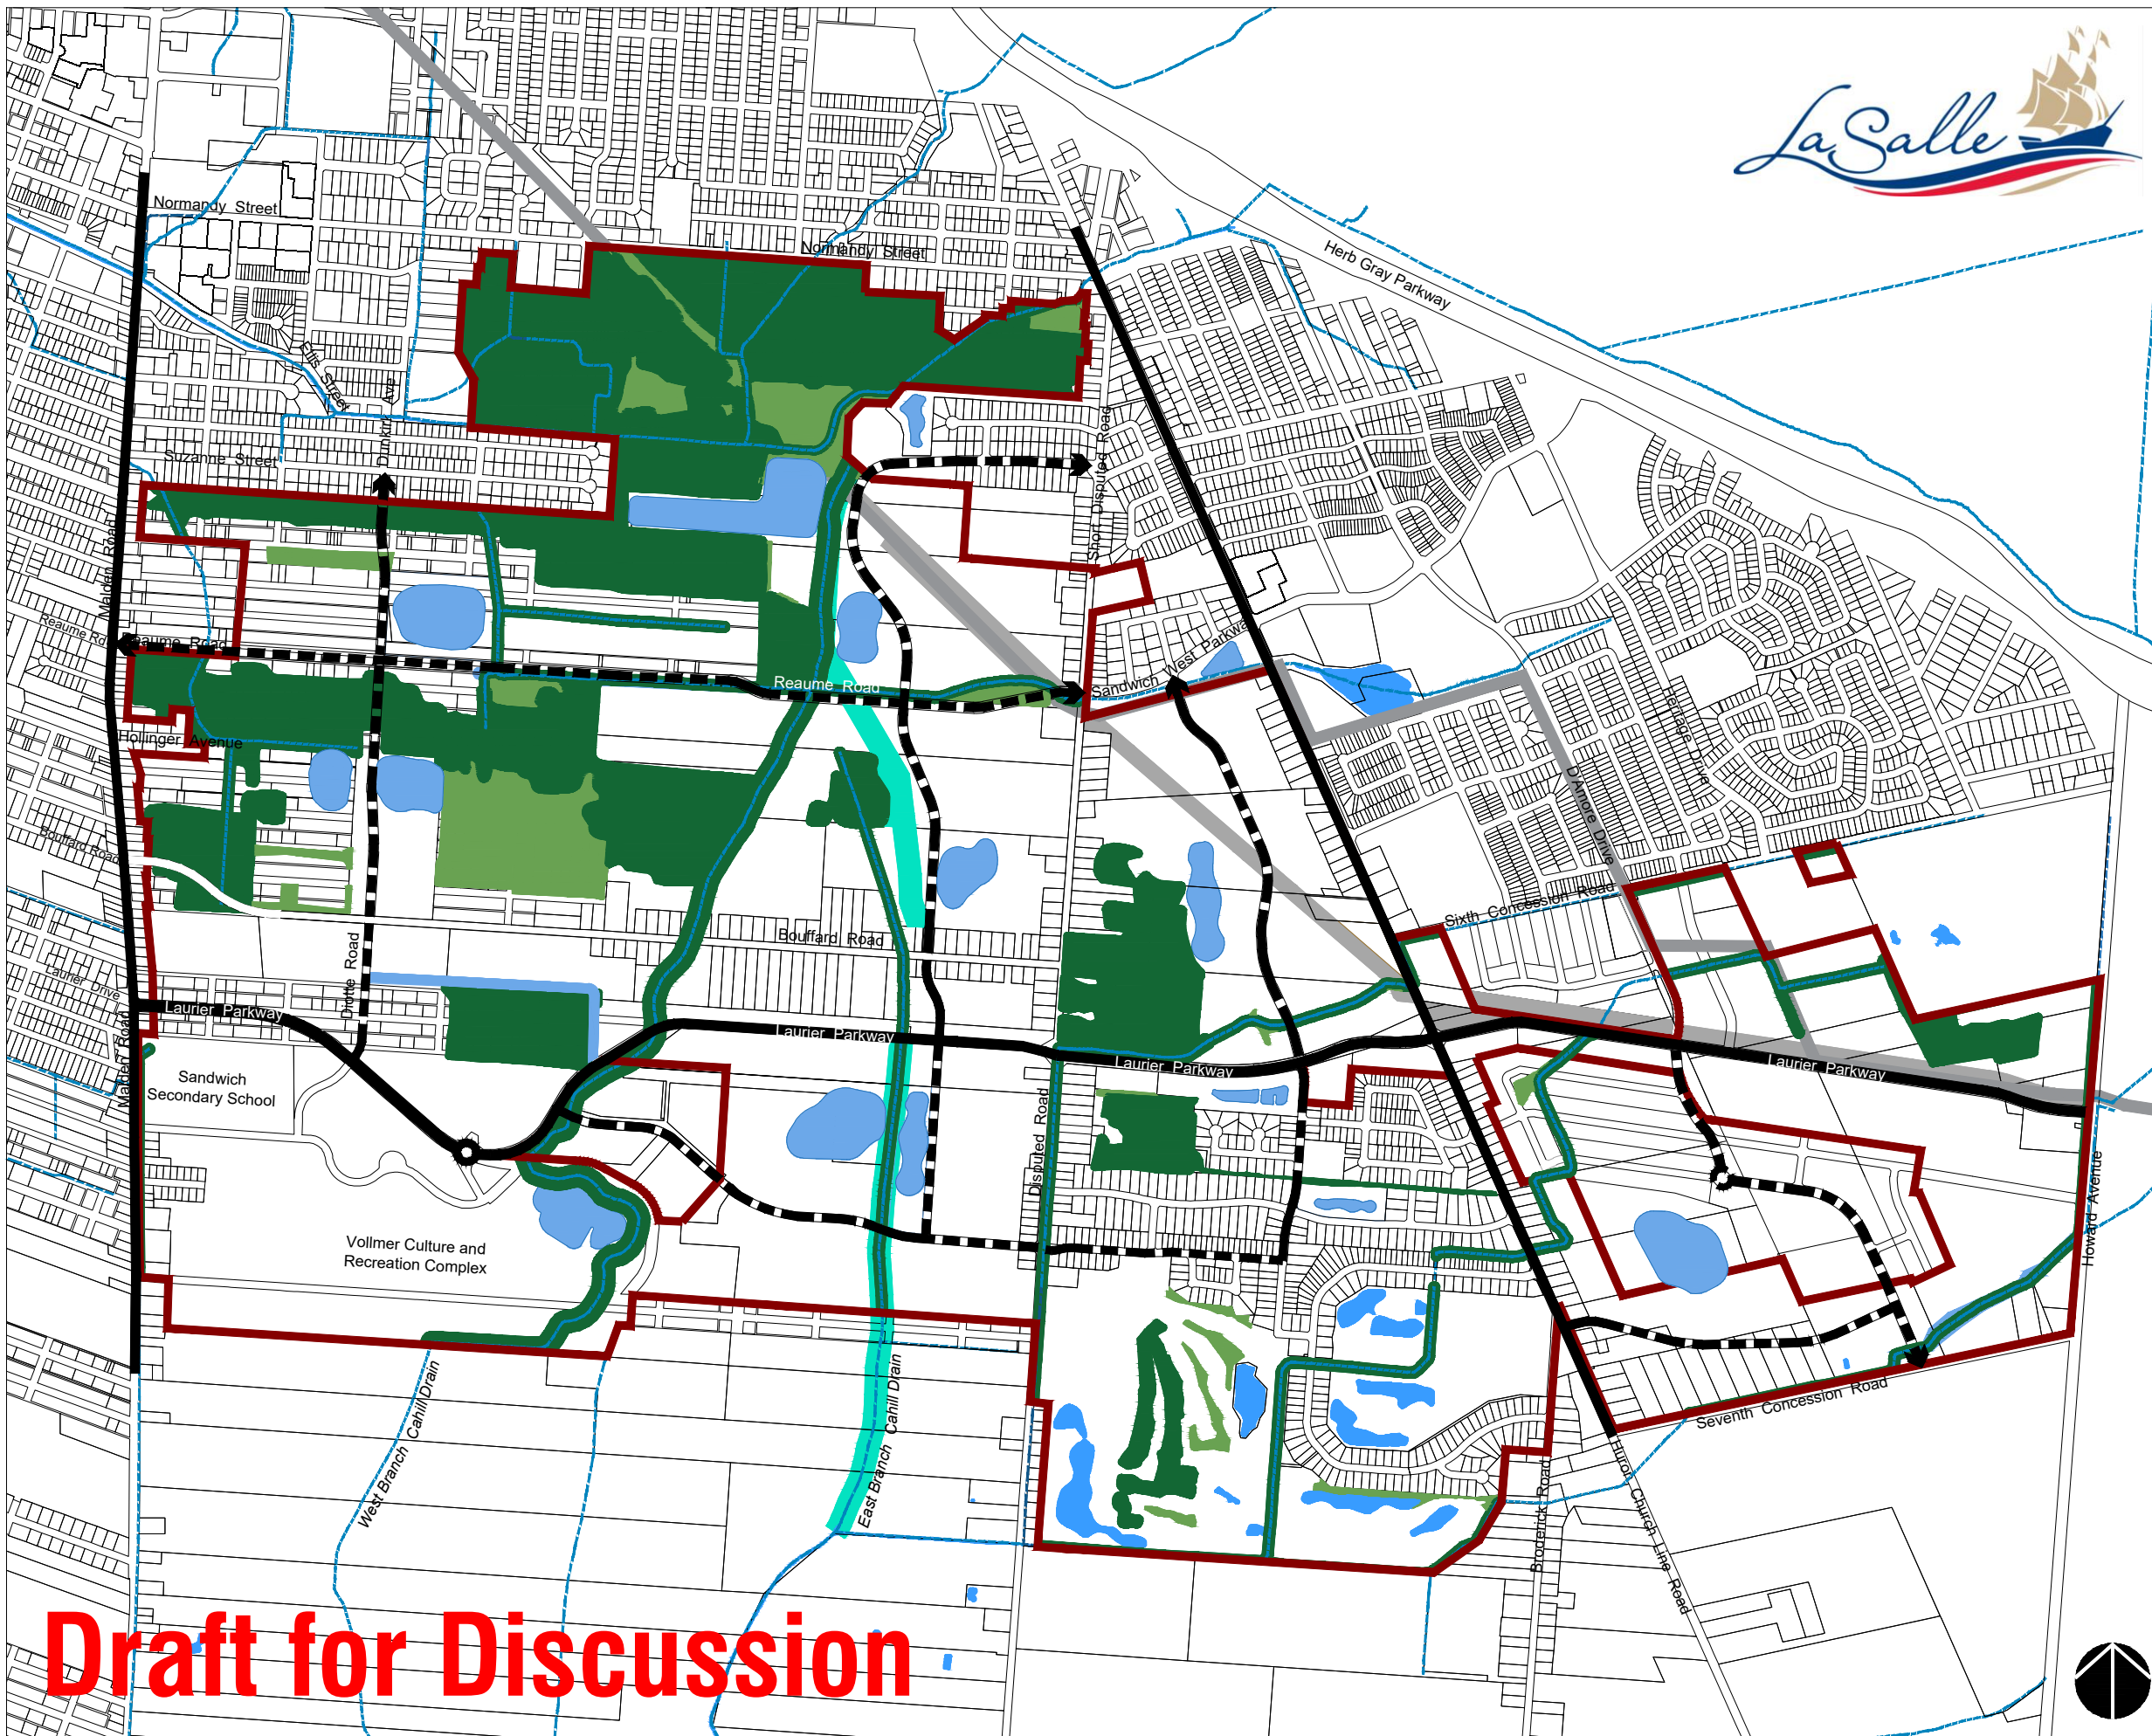 LaSalle
Normandy Street
Normandy Street
Herb Gray Parkway
Ellis Street
Dunkirk Ave
Suzanne Street
Short Disputed Road
Malden Road
Reaume Rd
Reaume Road
Reaume Road
Sandwich West Parkway
Heritage Drive
Hollinger Avenue
D'Amore Drive
Bouffard Road
Sixth Concession Road
Bouffard Road
Diotte Road
Laurier Drive
Laurier Parkway
Laurier Parkway
Laurier Parkway
Laurier Parkway
Malden Road
Sandwich
Secondary School
Disputed Road
Howard Avenue
Vollmer Culture and
Recreation Complex
West Branch Cahill Drain
East Branch Cahill Drain
Seventh Concession Road
Broderick Road
Huron Church Line Road
Draft for Discussion